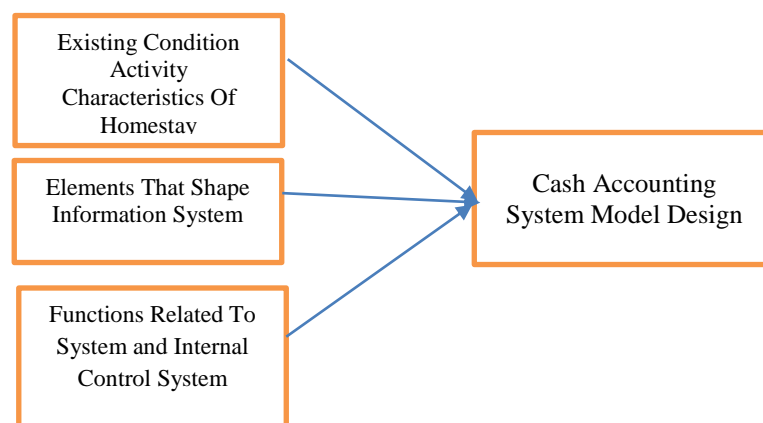 Existing Condition
Activity
Characteristics Of
Homestay
Elements That Shape
Information System
Functions Related To
System and Internal
Control System
Cash Accounting
System Model Design